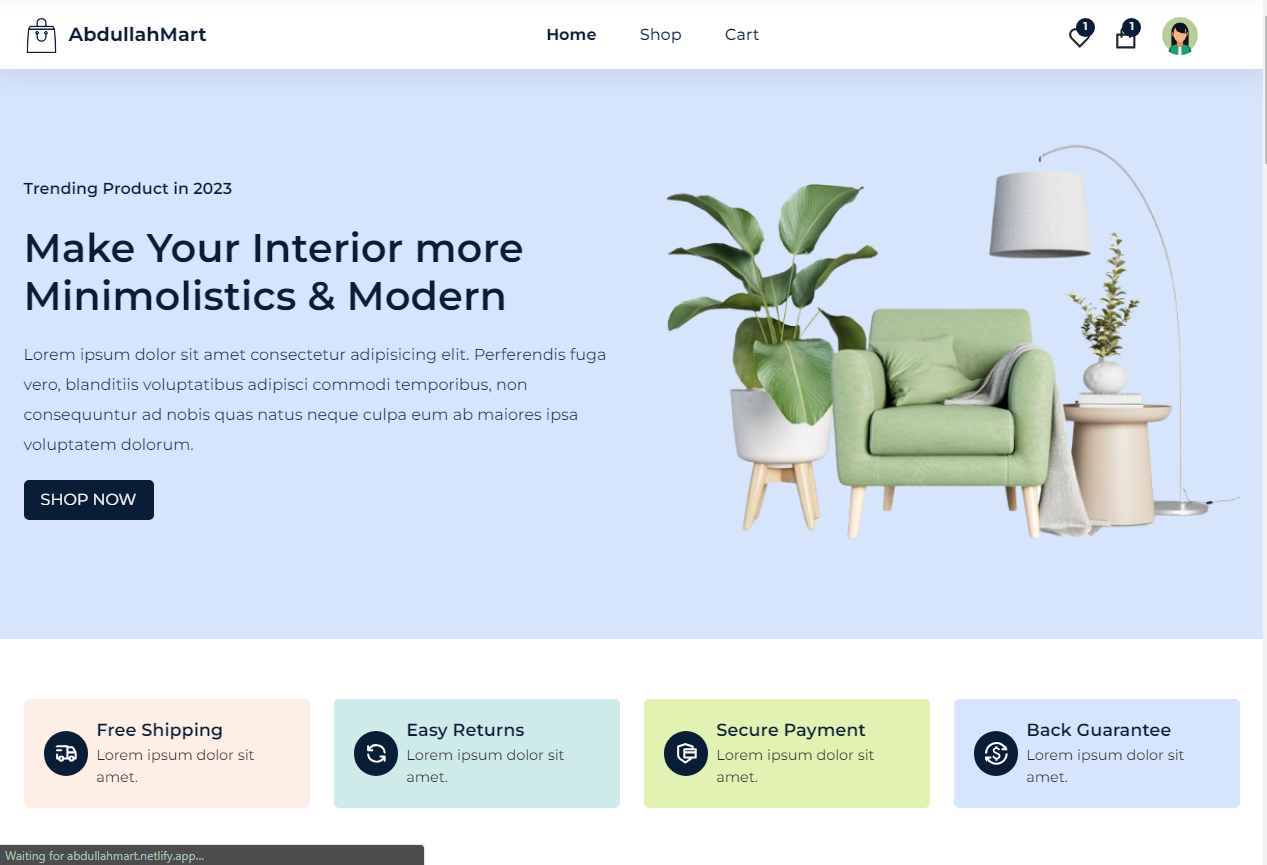 AbdullahMart
Home
Shop
Cart
1
1
Trending Product in 2023
Make Your Interior more
Minimolistics & Modern
Lorem ipsum dolor sit amet consectetur adipisicing elit. Perferendis fuga
vero, blanditiis voluptatibus adipisci commodi temporibus, non
consequuntur ad nobis quas natus neque culpa eum ab maiores ipsa
voluptatem dolorum.
SHOP NOW
Free Shipping
Lorem ipsum dolor sit
amet.
Easy Returns
Lorem ipsum dolor sit
amet.
Secure Payment
Lorem ipsum dolor sit
amet.
Back Guarantee
Lorem ipsum dolor sit
amet.
Waiting for abdullahmart.netlify.app...